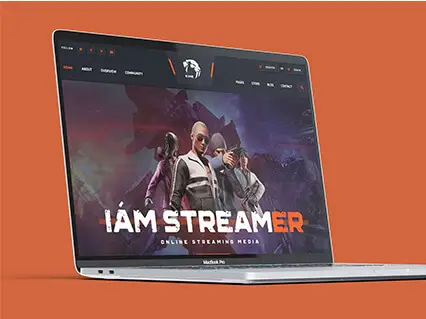 FOLLOW
HOME ABOUT OVERVIEW COMMUNITY
PAGES STORE BLOG CONTACT
IÁM STREAMER
ONLINE STREAMING MEDIA
MacBook Pro